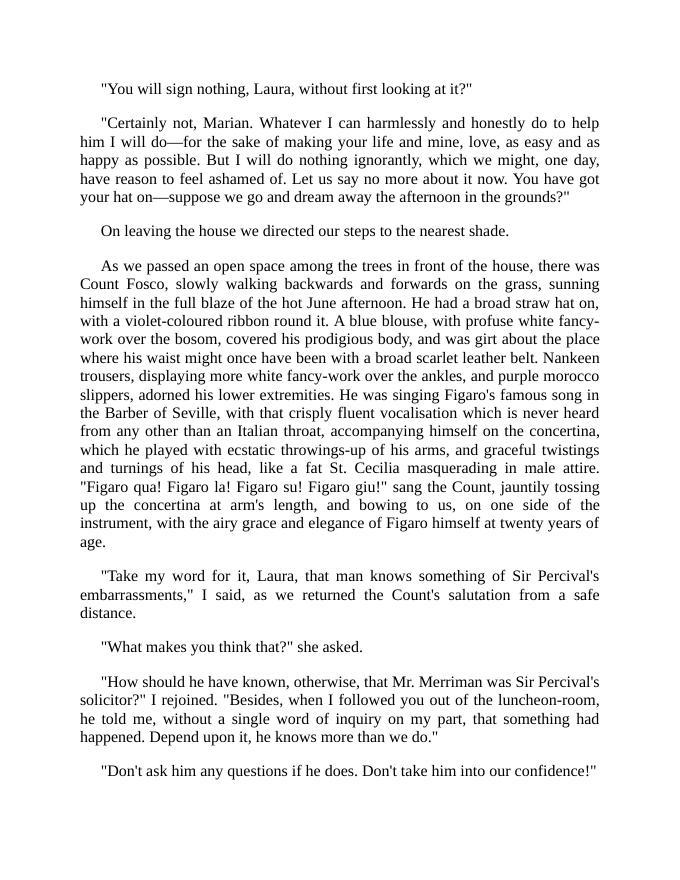 "You will sign nothing, Laura, without first looking at it?"
"Certainly not, Marian. Whatever I can harmlessly and honestly do to help
him I will do—for the sake of making your life and mine, love, as easy and as
happy as possible. But I will do nothing ignorantly, which we might, one day,
have reason to feel ashamed of. Let us say no more about it now. You have got
your hat on—suppose we go and dream away the afternoon in the grounds?"
On leaving the house we directed our steps to the nearest shade.
As we passed an open space among the trees in front of the house, there was
Count Fosco, slowly walking backwards and forwards on the grass, sunning
himself in the full blaze of the hot June afternoon. He had a broad straw hat on,
with a violet-coloured ribbon round it. A blue blouse, with profuse white fancy-
work over the bosom, covered his prodigious body, and was girt about the place
where his waist might once have been with a broad scarlet leather belt. Nankeen
trousers, displaying more white fancy-work over the ankles, and purple morocco
slippers, adorned his lower extremities. He was singing Figaro's famous song in
the Barber of Seville, with that crisply fluent vocalisation which is never heard
from any other than an Italian throat, accompanying himself on the concertina,
which he played with ecstatic throwings-up of his arms, and graceful twistings
and turnings of his head, like a fat St. Cecilia masquerading in male attire.
"Figaro qua! Figaro la! Figaro su! Figaro giu!" sang the Count, jauntily tossing
up the concertina at arm's length, and bowing to us, on one side of the
instrument, with the airy grace and elegance of Figaro himself at twenty years of
age.
"Take my word for it, Laura, that man knows something of Sir Percival's
embarrassments," I said, as we returned the Count's salutation from a safe
distance.
"What makes you think that?" she asked.
"How should he have known, otherwise, that Mr. Merriman was Sir Percival's
solicitor?" I rejoined. "Besides, when I followed you out of the luncheon-room,
he told me, without a single word of inquiry on my part, that something had
happened. Depend upon it, he knows more than we do."
"Don't ask him any questions if he does. Don't take him into our confidence!"